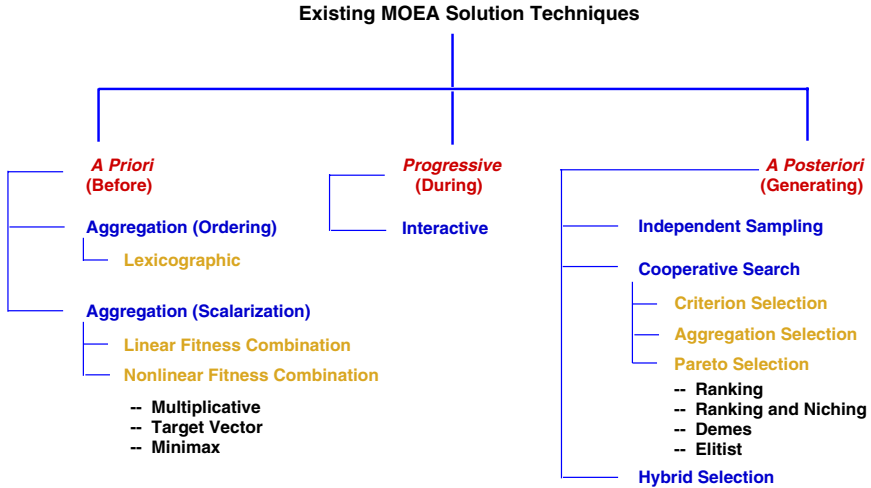 Existing MOEA Solution Techniques
A Priori
(Before)
Aggregation (Ordering)
Lexicographic
Aggregation (Scalarization)
Linear Fitness Combination
Nonlinear Fitness Combination
-- Multiplicative
-- Target Vector
-- Minimax
Progressive
(During)
Interactive
A Posteriori
(Generating)
Independent Sampling
Cooperative Search
Criterion Selection
Aggregation Selection
Pareto Selection
-- Ranking
-- Ranking and Niching
-- Demes
-- Elitist
Hybrid Selection